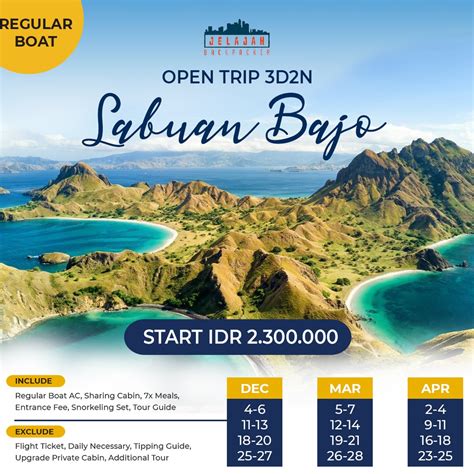 REGULAR
BOAT
JELAJAH
BACKPACKER
OPEN TRIP 3D2N
Labuan Bajo
START IDR 2.300.000
INCLUDE
Regular Boat AC, Sharing Cabin, 7x Meals,
Entrance Fee, Snorkeling Set, Tour Guide
EXCLUDE
Flight Ticket, Daily Necessary, Tipping Guide,
Upgrade Private Cabin, Additional Tour
DEC
4-6
11-13
18-20
25-27
MAR
5-7
12-14
19-21
26-28
APR
2-4
9-11
16-18
23-25